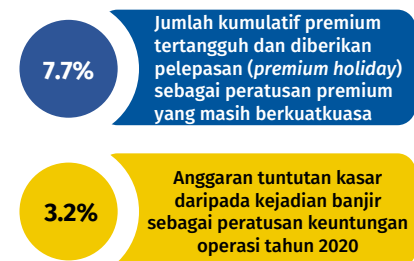 7.7%
Jumlah kumulatif premium
tertangguh dan diberikan
pelepasan (premium holiday)
sebagai peratusan premium
yang masih berkuatkuasa
3.2%
Anggaran tuntutan kasar
daripada kejadian banjir
sebagai peratusan keuntungan
operasi tahun 2020